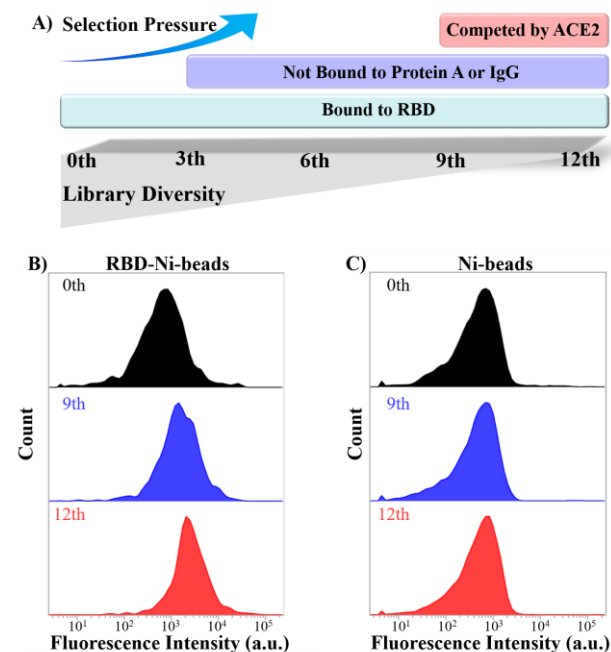 A) Selection Pressure
Competed by ACE2
Not Bound to Protein A or IgG
Bound to RBD
0th 3th 6th 9th 12th
Library Diversity
B) RBD-Ni-beads
0th
9th
12th
Count
10¹ 10² 10³ 10⁴ 10⁵
Fluorescence Intensity (a.u.)
C) Ni-beads
0th
9th
12th
Count
10¹ 10² 10³ 10⁴ 10⁵
Fluorescence Intensity (a.u.)